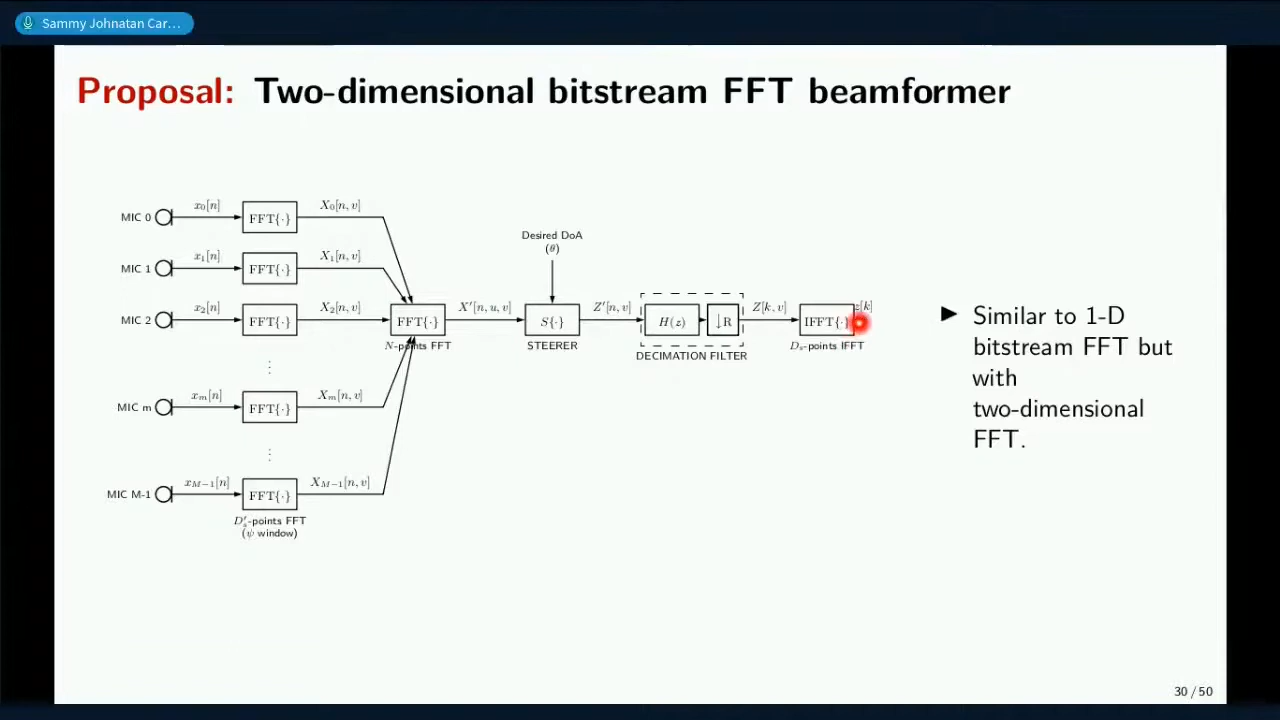 Sammy Johnatan Car...
Proposal: Two-dimensional bitstream FFT beamformer
MIC 0 x₀[n] FFT{·} X₀[n, v]
Desired DoA
(θ)
MIC 1 x₁[n] FFT{·} X₁[n, v]
MIC 2 x₂[n] FFT{·} X₂[n, v] FFT{·} X′[n, u, v] S{·} Z′[n, v] H(z) ↓R Z[k, v] IFFT{·} z[k]
N-points FFT STEERER DECIMATION FILTER Dₛ-points IFFT
⋮
MIC m xₘ[n] FFT{·} Xₘ[n, v]
⋮
MIC M-1 x_{M−1}[n] FFT{·} X_{M−1}[n, v]
D′ₛ-points FFT
(ψ window)
► Similar to 1-D
bitstream FFT but
with
two-dimensional
FFT.
30 / 50